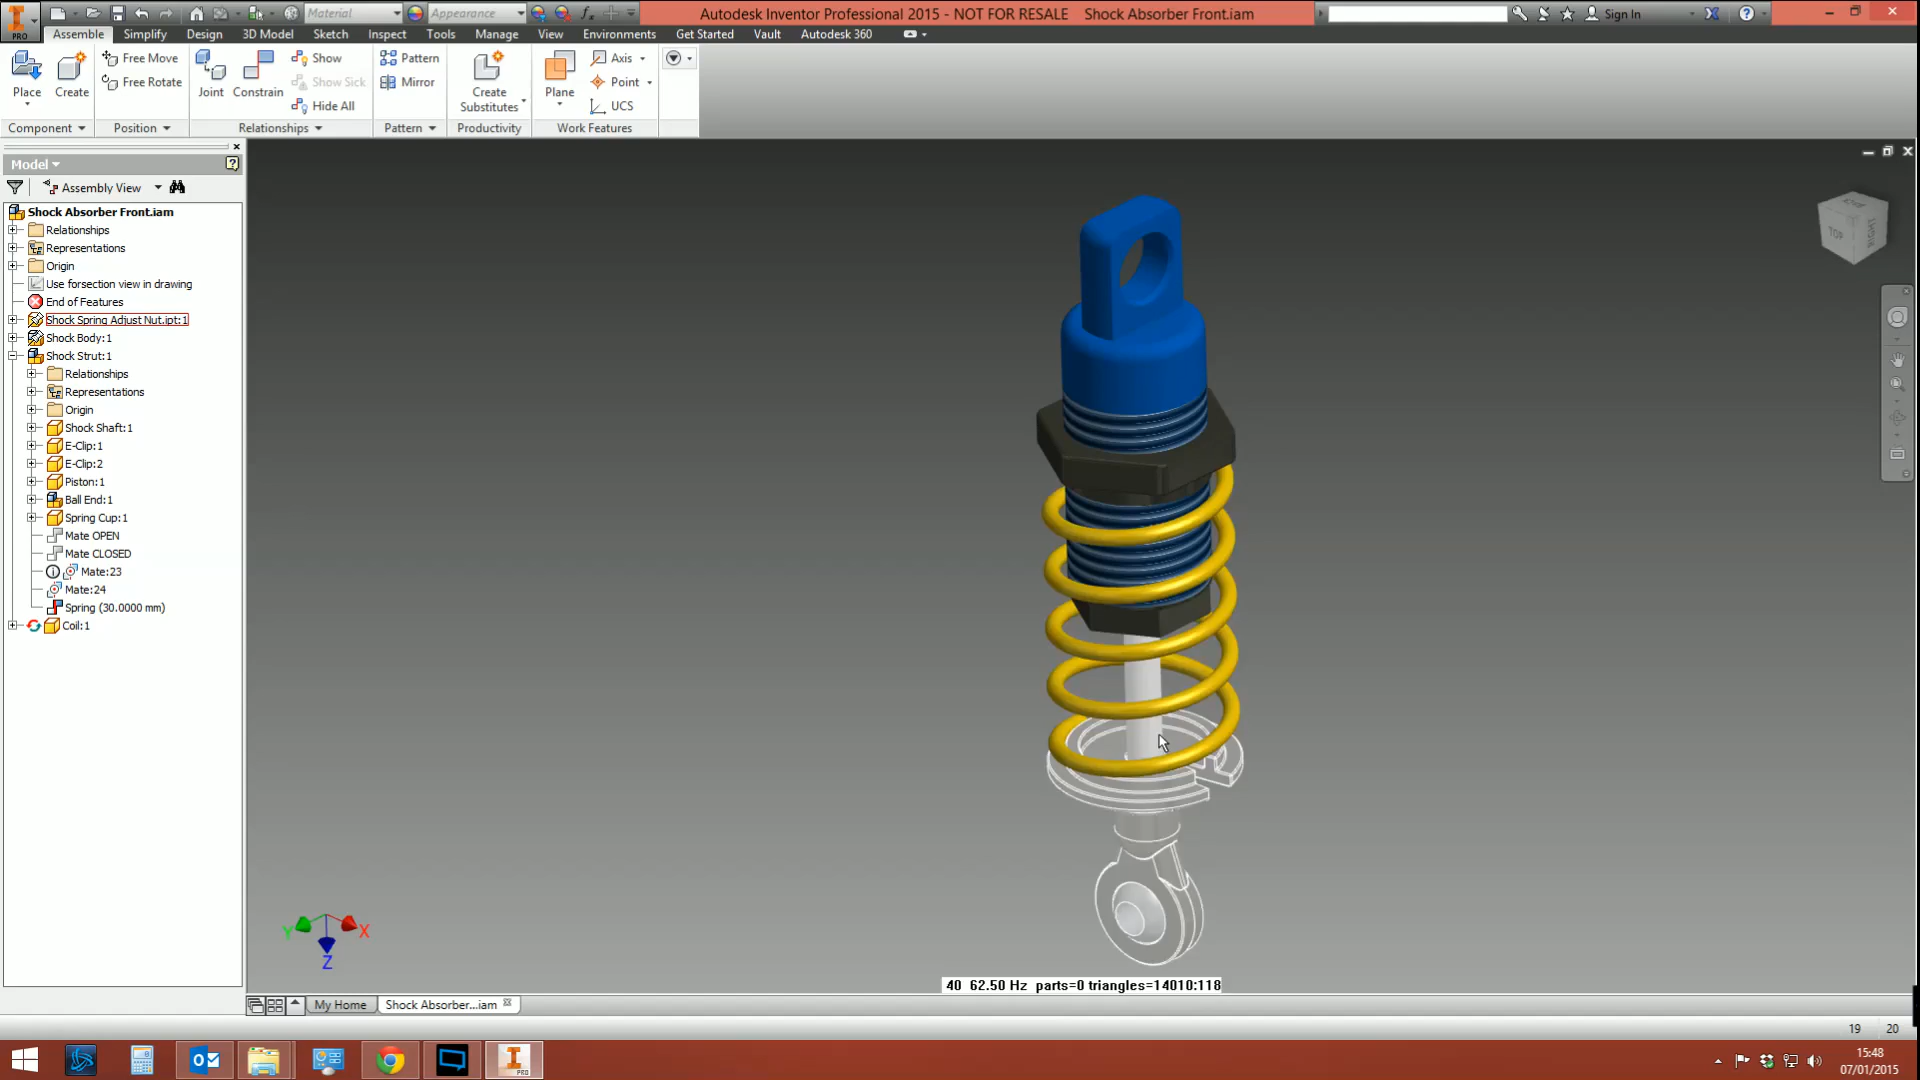 Material
Appearance
Autodesk Inventor Professional 2015 - NOT FOR RESALE Shock Absorber Front.iam
Sign In
PRO
Assemble Simplify Design 3D Model Sketch Inspect Tools Manage View Environments Get Started Vault Autodesk 360
Place
Create
Free Move
Free Rotate
Joint
Constrain
Show
Show Sick
Hide All
Pattern
Mirror
Create
Substitutes
Plane
Axis
Point
UCS
Component Position Relationships Pattern Productivity Work Features
Model
Assembly View
Shock Absorber Front.iam
Relationships
Representations
Origin
Use forsection view in drawing
End of Features
Shock Spring Adjust Nut.ipt:1
Shock Body:1
Shock Strut:1
Relationships
Representations
Origin
Shock Shaft:1
E-Clip:1
E-Clip:2
Piston:1
Ball End:1
Spring Cup:1
Mate OPEN
Mate CLOSED
Mate:23
Mate:24
Spring (30.0000 mm)
Coil:1
TOP
Y
X
Z
40 62.50 Hz parts=0 triangles=14010:118
My Home
Shock Absorber...iam
19 20
PRO
15:48
07/01/2015